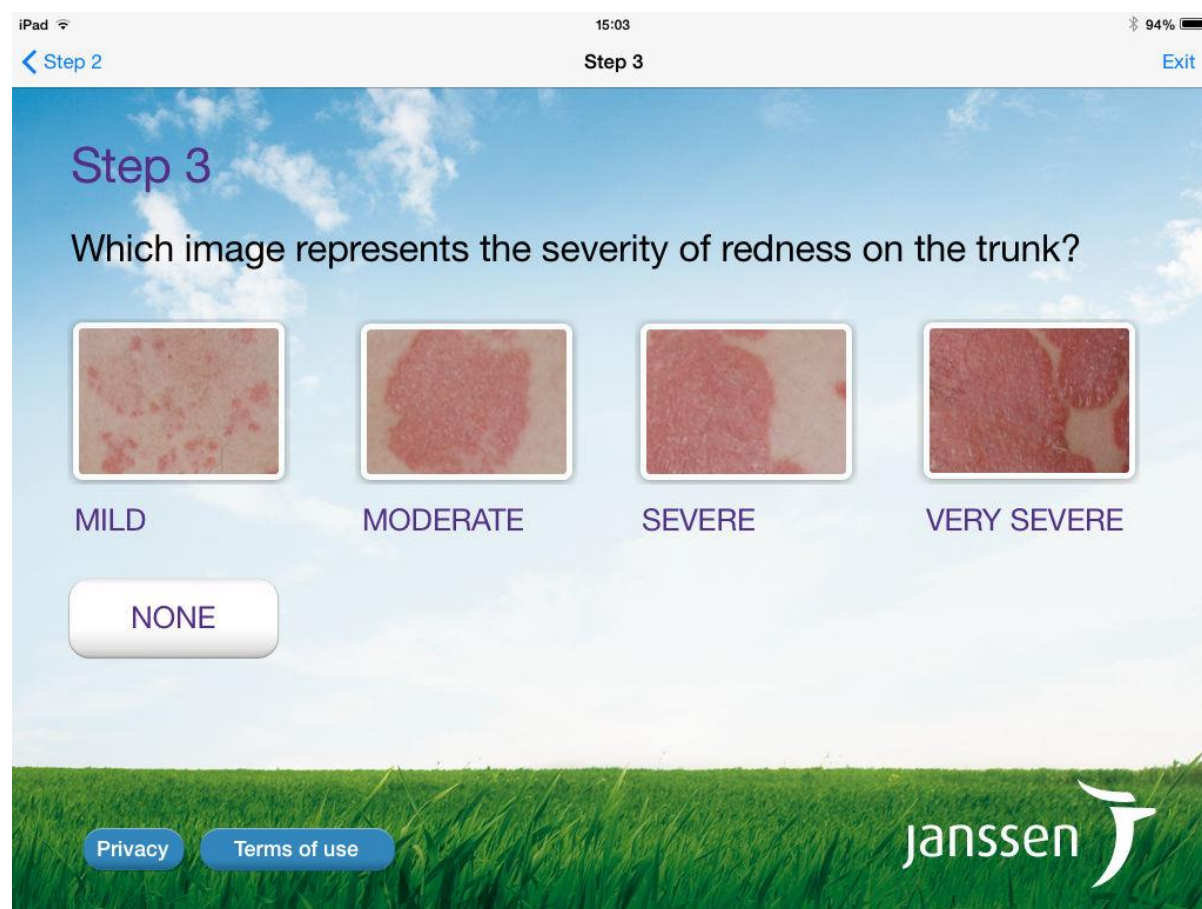 iPad 15:03 94%
Step 2 Step 3 Exit
Step 3
Which image represents the severity of redness on the trunk?
MILD MODERATE SEVERE VERY SEVERE
NONE
Privacy Terms of use janssen